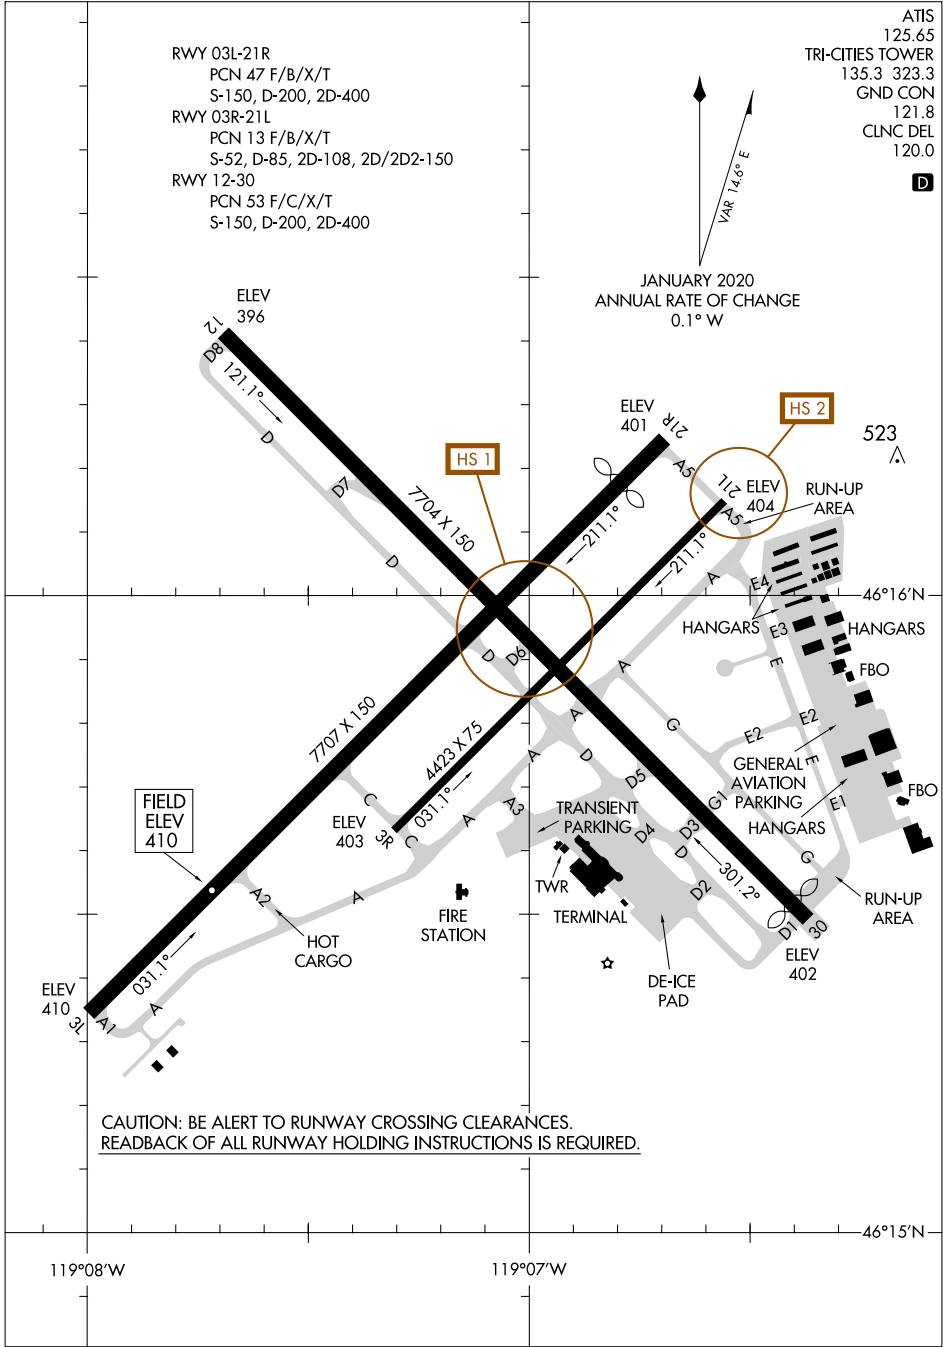 RWY 03L-21R
PCN 47 F/B/X/T
S-150, D-200, 2D-400
RWY 03R-21L
PCN 13 F/B/X/T
S-52, D-85, 2D-108, 2D/2D2-150
RWY 12-30
PCN 53 F/C/X/T
S-150, D-200, 2D-400
ATIS
125.65
TRI-CITIES TOWER
135.3 323.3
GND CON
121.8
CLNC DEL
120.0
D
VAR 14.6° E
JANUARY 2020
ANNUAL RATE OF CHANGE
0.1° W
ELEV
396
12
D8
121.1°
D
D7
7704 X 150
D
HS 1
ELEV
401
21R
A5
211.1°
HS 2
21L
ELEV
404
A5
RUN-UP
AREA
523
211.1°
A
E4
46°16'N
HANGARS
E3
HANGARS
E
FBO
D
D6
A
7707 X 150
A
G
E2
E2
4423 X 75
A
D
E
GENERAL
AVIATION
PARKING
D5
031.1°
C
FIELD
ELEV
410
ELEV
403
3R
C
A
A3
TRANSIENT
PARKING
G1
E1
FBO
HANGARS
D4
D3
D
G
TWR
301.2°
A2
A
FIRE
STATION
TERMINAL
D2
RUN-UP
AREA
HOT
CARGO
D1
30
ELEV
402
031.1°
DE-ICE
PAD
ELEV
410
3L
A1
A
CAUTION: BE ALERT TO RUNWAY CROSSING CLEARANCES.
READBACK OF ALL RUNWAY HOLDING INSTRUCTIONS IS REQUIRED.
46°15'N
119°08'W
119°07'W